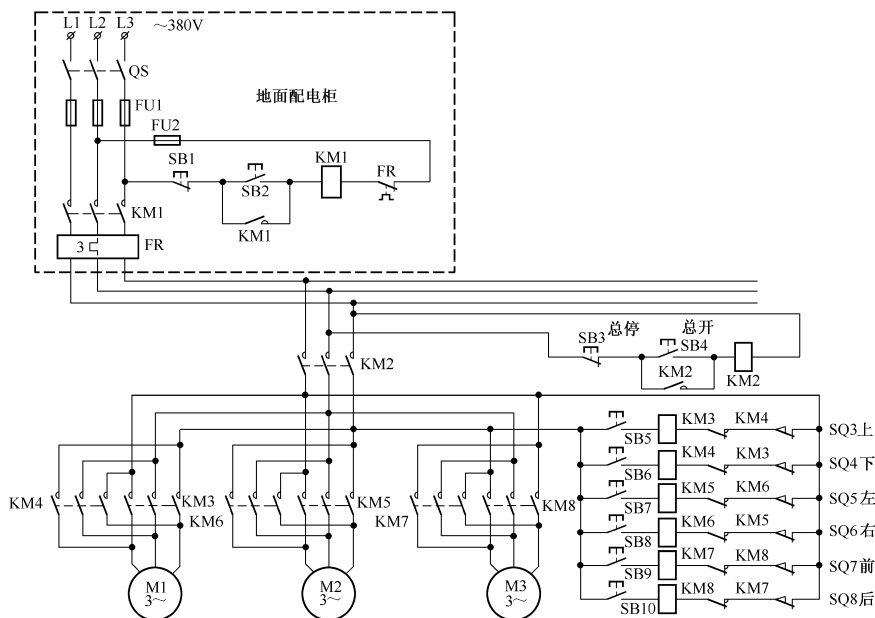 L1 L2 L3 ～380V
QS
地面配电柜
FU1
FU2
SB1 KM1 FR
SB2
KM1
KM1
3 FR
总停 总开
SB3 SB4
KM2
KM2
KM2
KM3 KM4 SQ3上
SB5
KM4 KM3 SQ4下
SB6
KM5 KM6 SQ5左
SB7
KM6 KM5 SQ6右
SB8
KM7 KM8 SQ7前
SB9
KM8 KM7 SQ8后
SB10
KM4 KM3 KM6 KM5 KM7 KM8
M1 3～
M2 3～
M3 3～